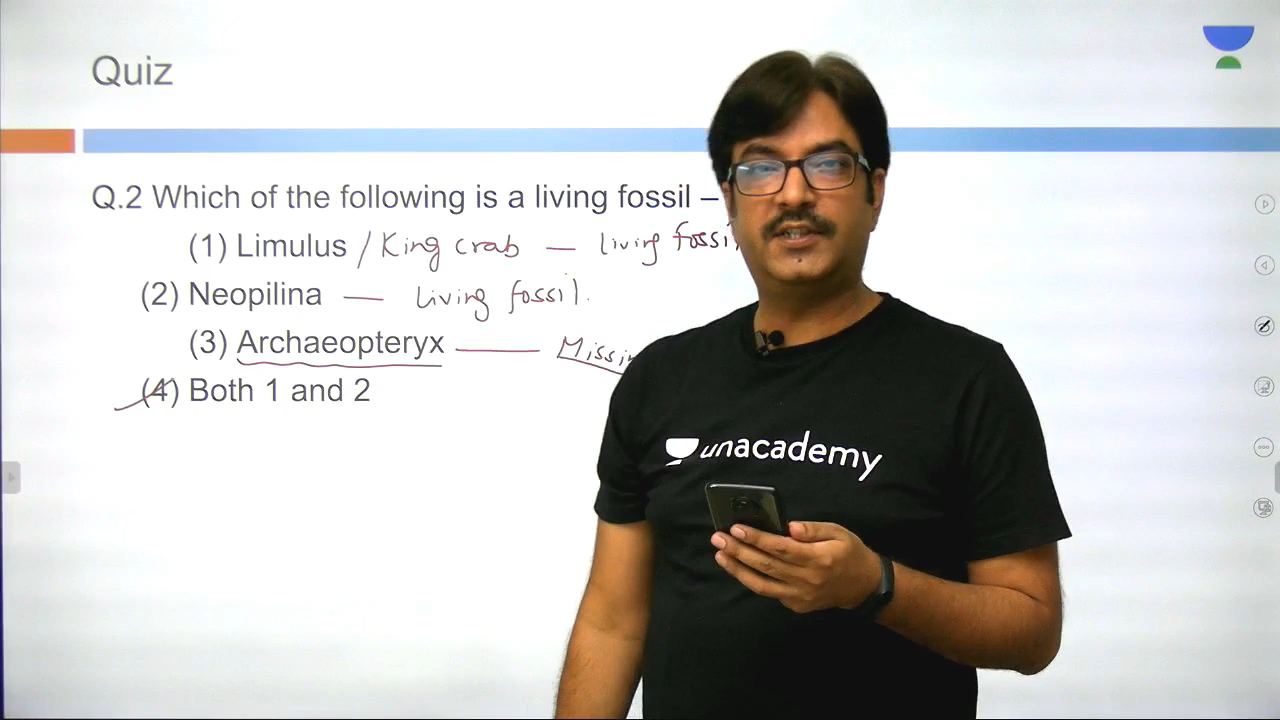 Quiz
Q.2 Which of the following is a living fossil –
(1) Limulus / King crab — living fossi
(2) Neopilina — living fossil.
(3) Archaeopteryx —
(4) Both 1 and 2
unacademy